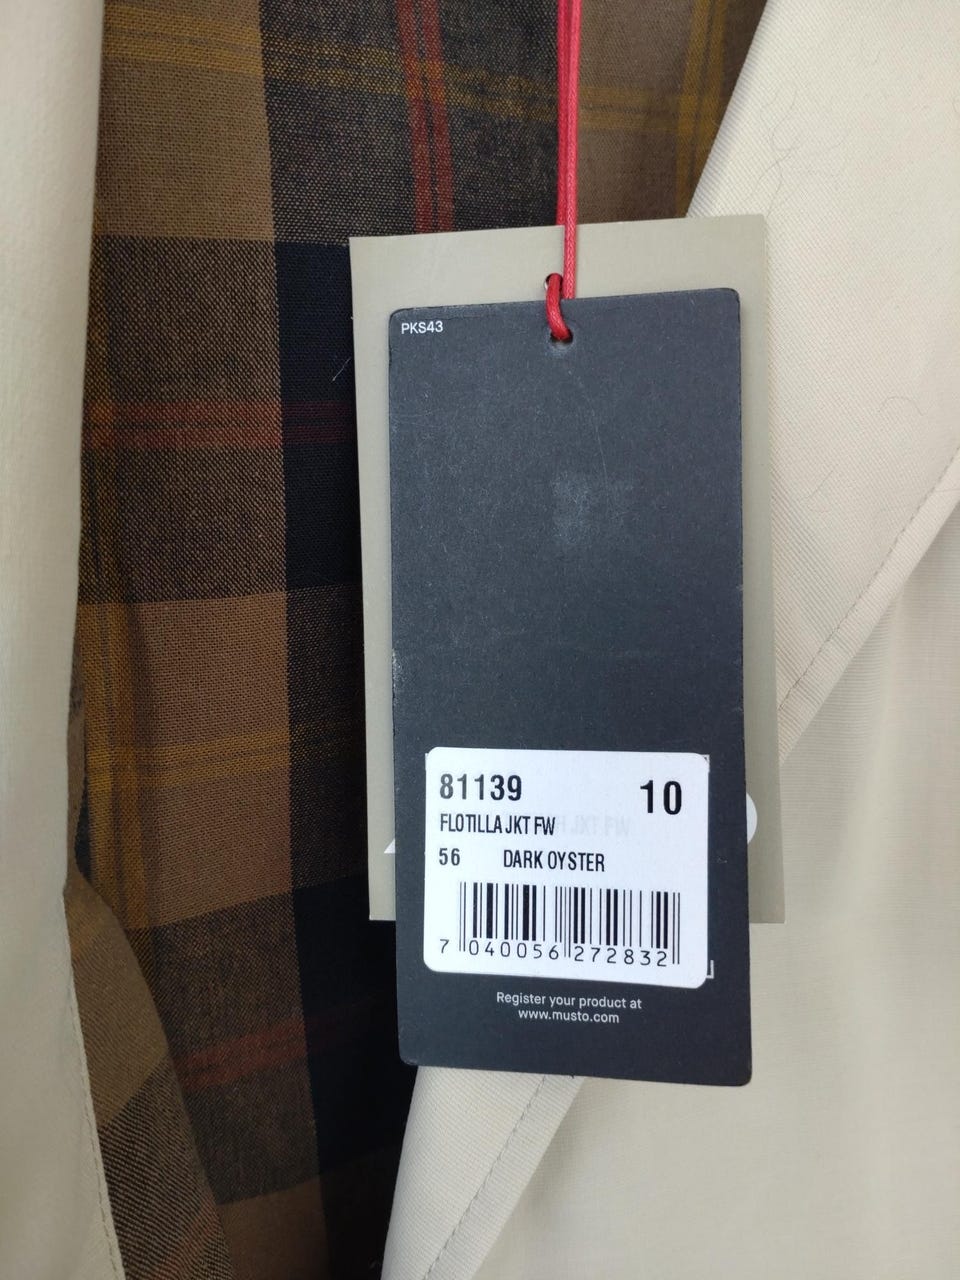 PKS43
81139 10
FLOTILLA JKT FW
56 DARK OYSTER
7 040056 272832
Register your product at
www.musto.com